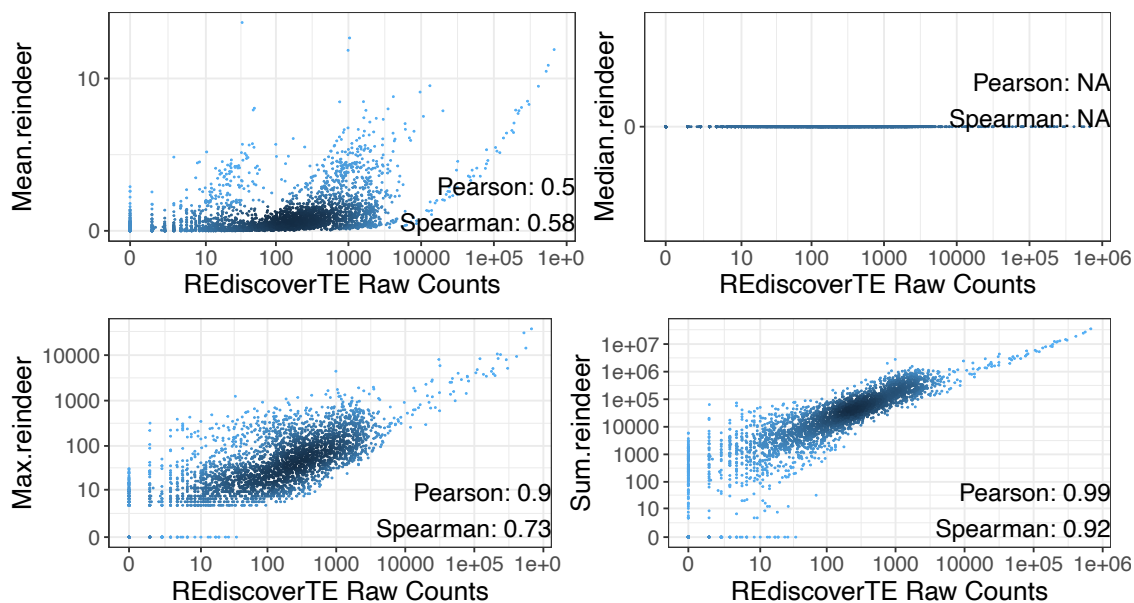 Mean.reindeer
10
0
Pearson: 0.5
Spearman: 0.58
0 10 100 1000 10000 1e+05 1e+0
REdiscoverTE Raw Counts
Median.reindeer
0
Pearson: NA
Spearman: NA
0 10 100 1000 10000 1e+05 1e+06
REdiscoverTE Raw Counts
Max.reindeer
10000
1000
100
10
0
Pearson: 0.9
Spearman: 0.73
0 10 100 1000 10000 1e+05 1e+0
REdiscoverTE Raw Counts
Sum.reindeer
1e+07
1e+06
1e+05
10000
1000
100
10
0
Pearson: 0.99
Spearman: 0.92
0 10 100 1000 10000 1e+05 1e+06
REdiscoverTE Raw Counts